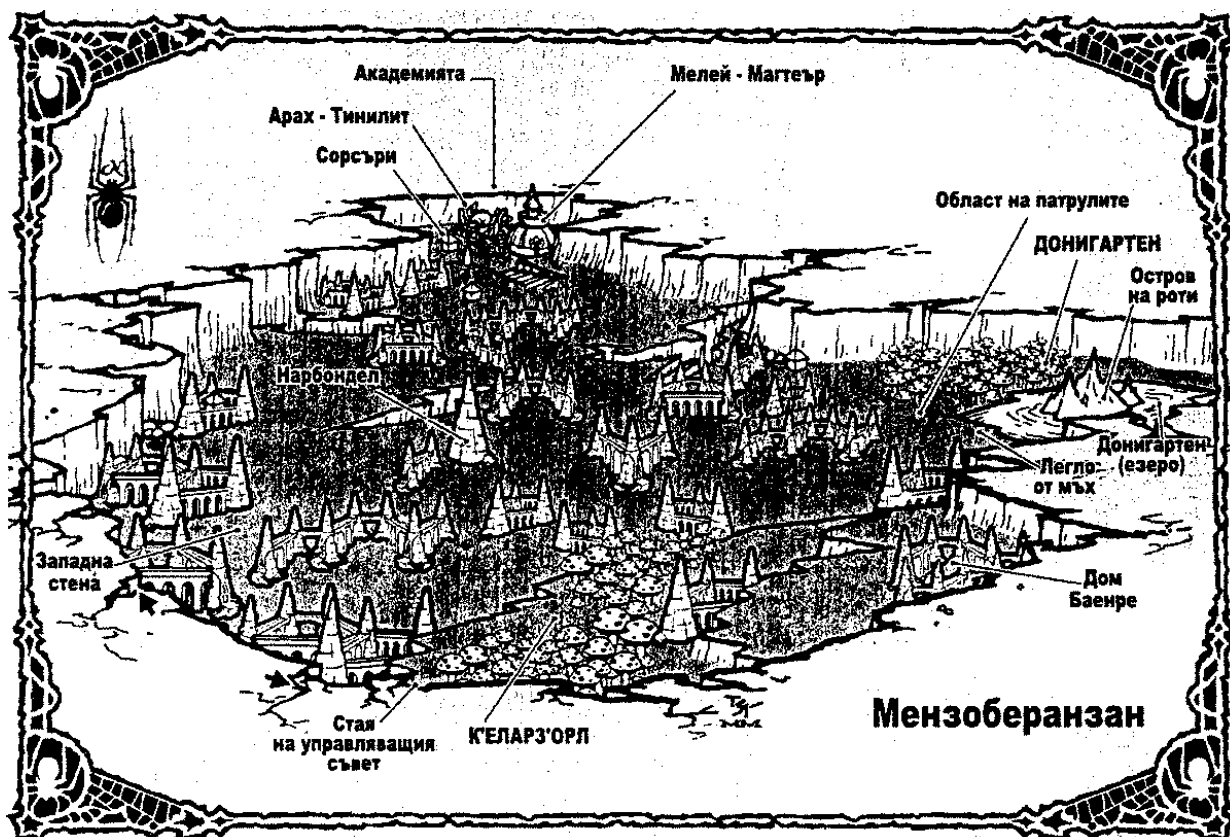 Академията
Мелей - Магтеър
Арах - Тинилит
Сорсъри
Област на патрулите
ДОНИГАРТЕН
Остров
на роти
Нарбондел
Донигартен
(езеро)
Легло
от мъх
Западна
стена
Дом
Баенре
Стая
на управляващия
съвет
К'ЕЛАРЗ'ОРЛ
Мензоберанзан